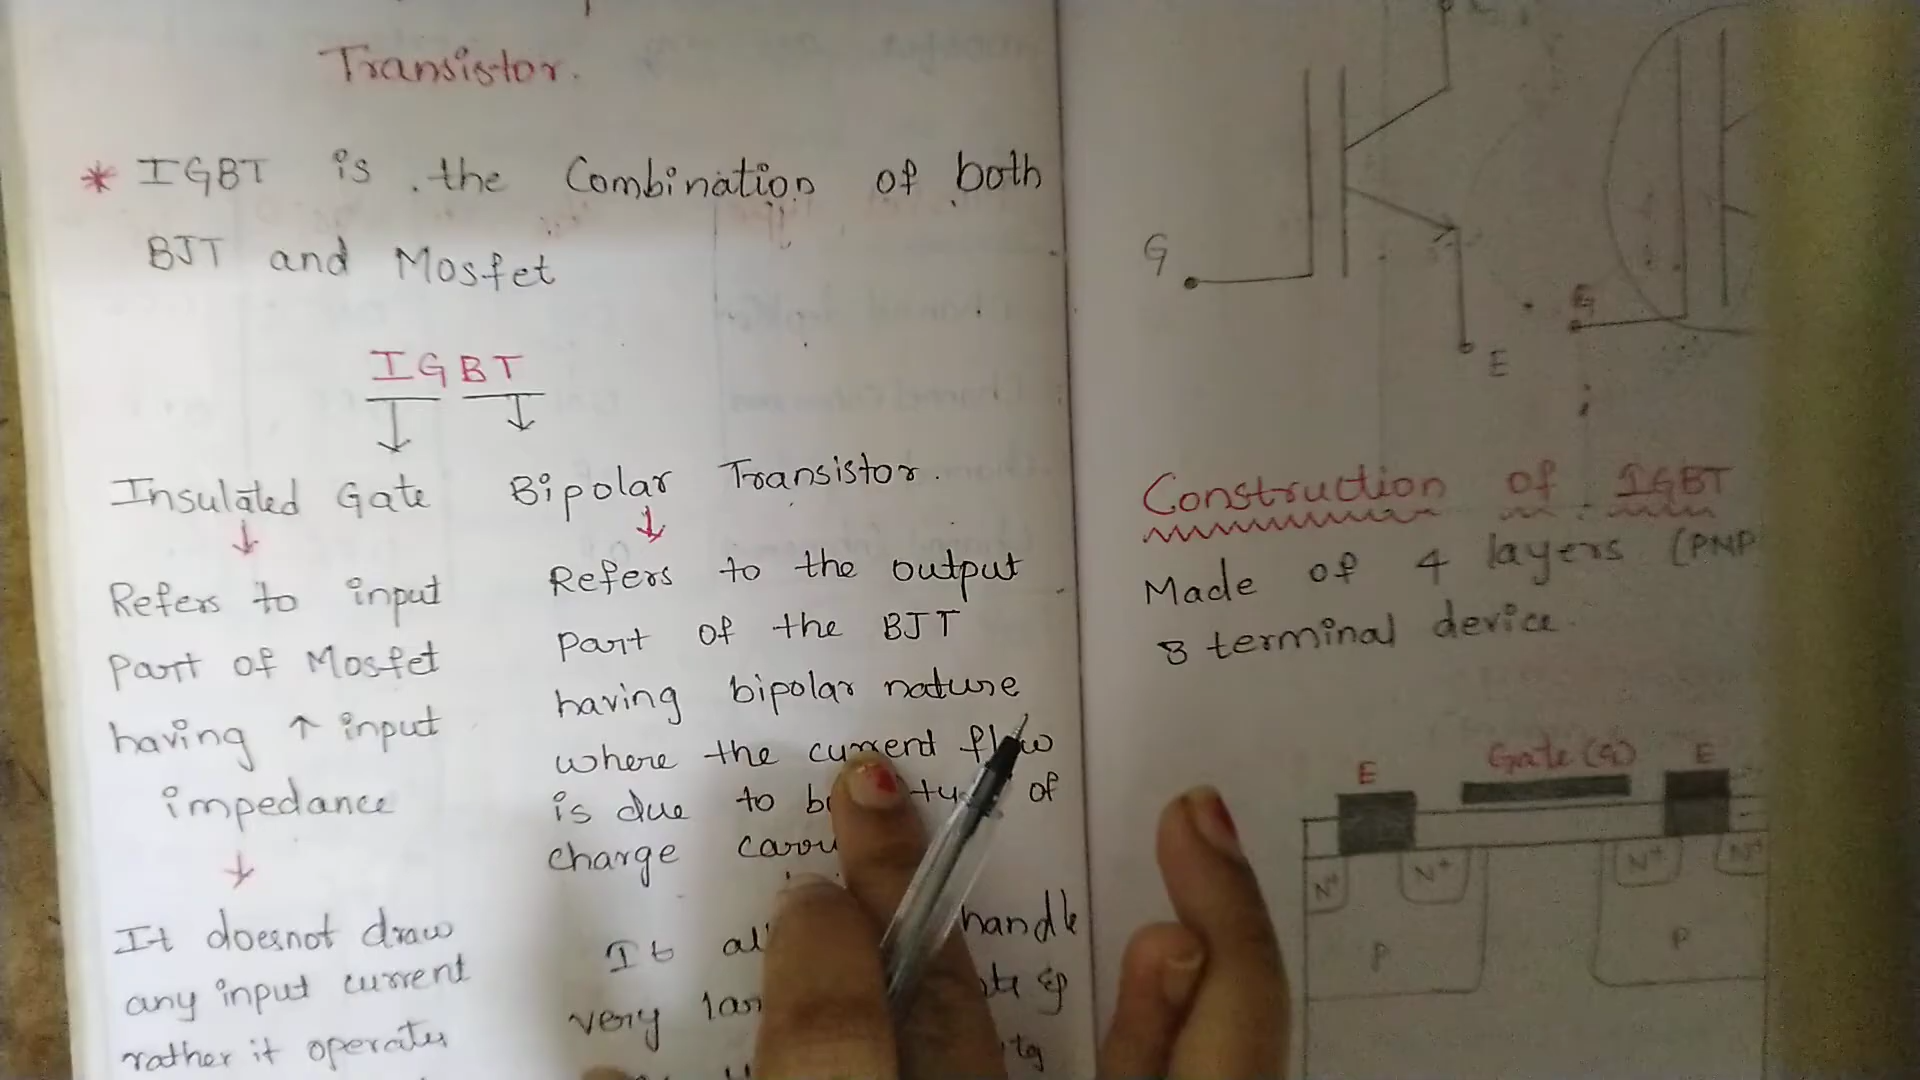 Transistor.
* IGBT is the Combination of both
BJT and Mosfet
IGBT
Insulated Gate Bipolar Transistor.
Refers to input
part of Mosfet
having ↑ input
impedance
It doesnot draw
any input current
rather it operates
Refers to the output
part of the BJT
having bipolar nature
where the current flow
is due to of
charge
It handle
very
G
E
G
Construction of IGBT
Made of 4 layers (PNP
3 terminal device.
E Gate (G) E
N+ N+ N+ N+
P P